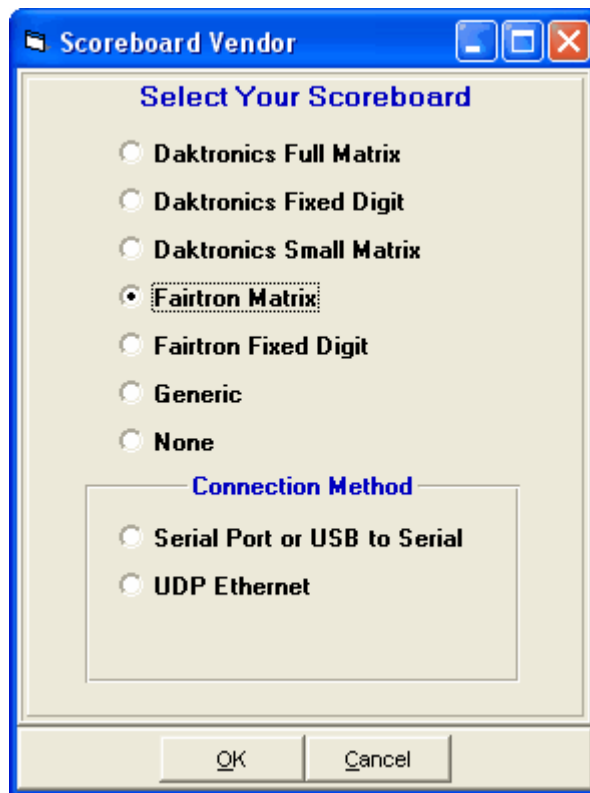 Scoreboard Vendor
Select Your Scoreboard
Daktronics Full Matrix
Daktronics Fixed Digit
Daktronics Small Matrix
Fairtron Matrix
Fairtron Fixed Digit
Generic
None
Connection Method
Serial Port or USB to Serial
UDP Ethernet
OK Cancel